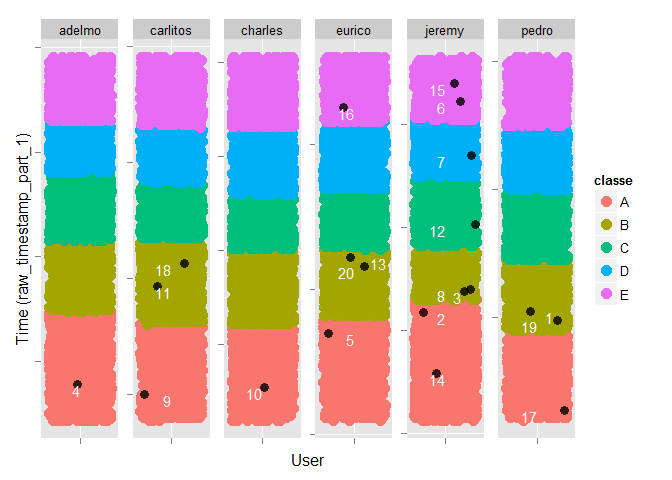 adelmo carlitos charles eurico jeremy pedro
Time (raw_timestamp_part_1)
4
18
11
9
10
16
20 13
5
15
6
7
12
8 3
2
14
1
19
17
User
classe
A
B
C
D
E